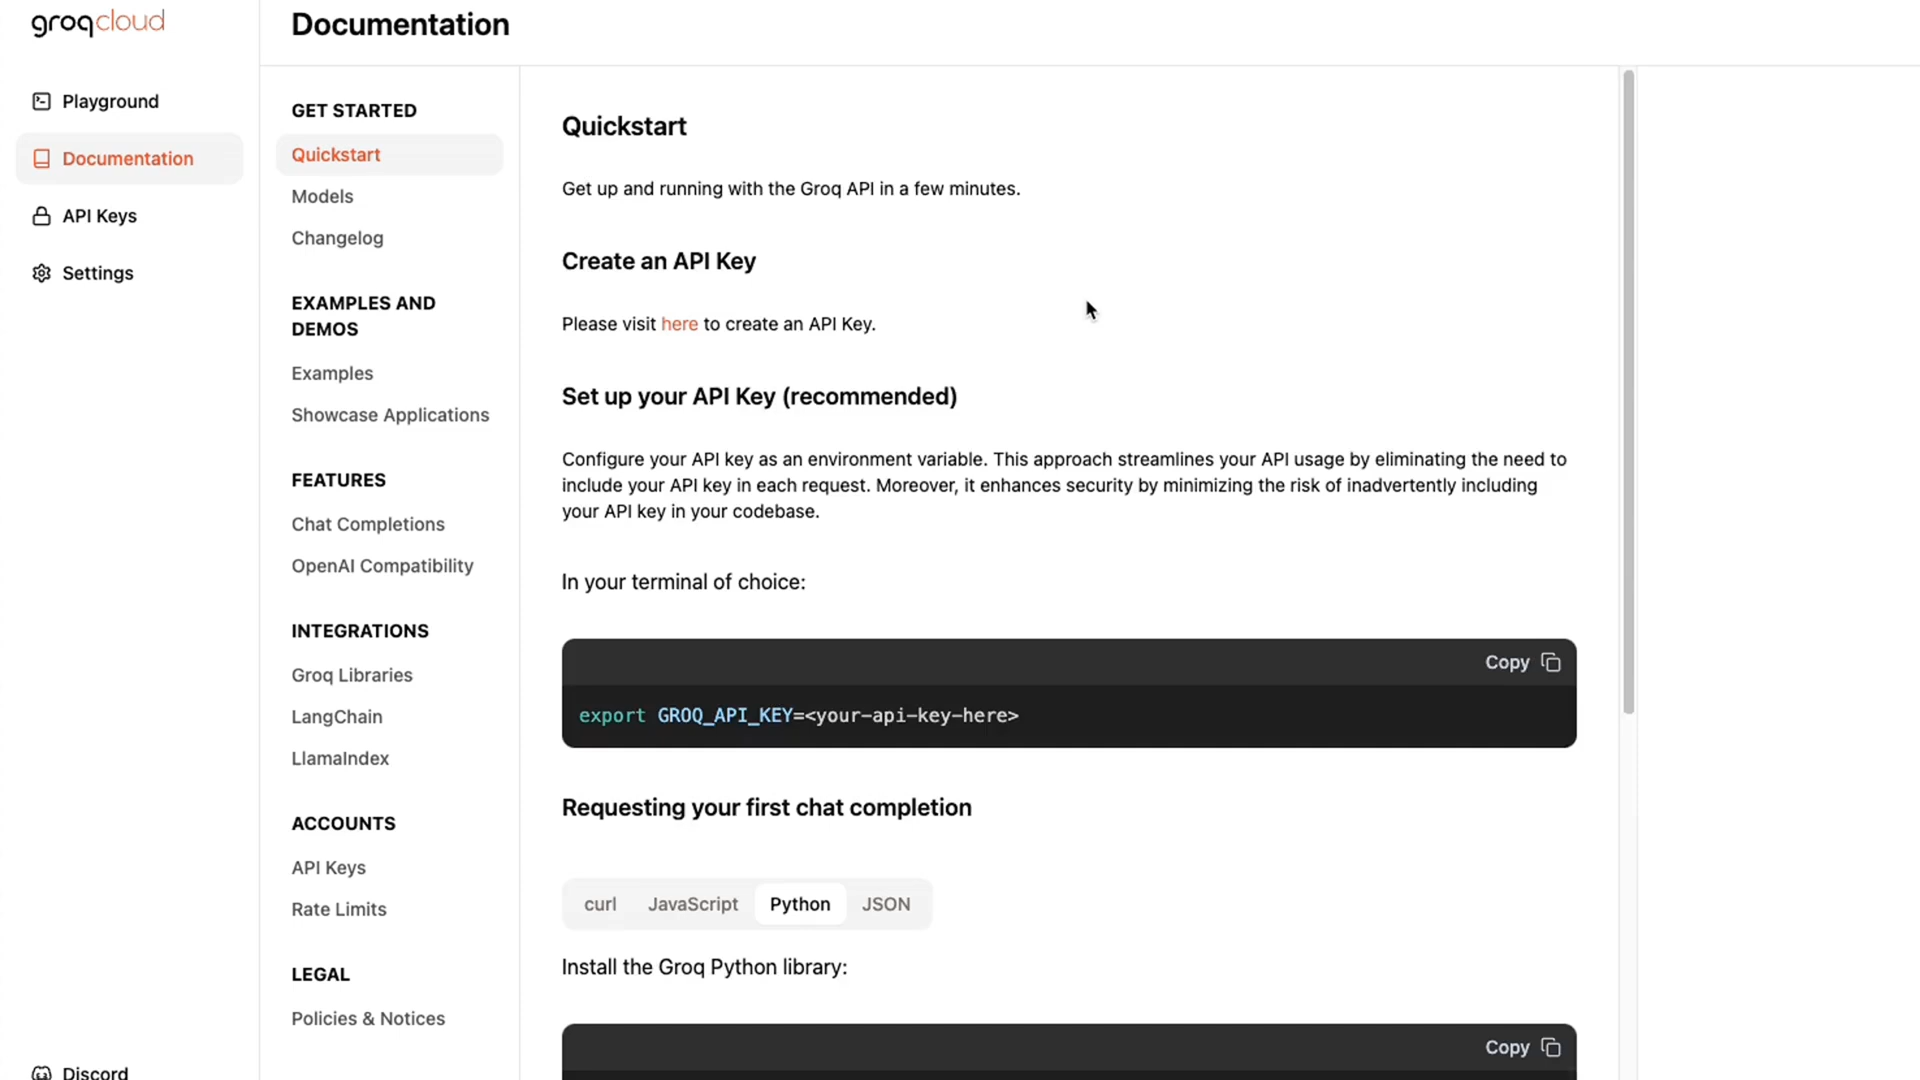 groqcloud
Playground
Documentation
API Keys
Settings
Discord
Documentation
GET STARTED
Quickstart
Models
Changelog
EXAMPLES AND
DEMOS
Examples
Showcase Applications
FEATURES
Chat Completions
OpenAI Compatibility
INTEGRATIONS
Groq Libraries
LangChain
LlamaIndex
ACCOUNTS
API Keys
Rate Limits
LEGAL
Policies & Notices
Quickstart
Get up and running with the Groq API in a few minutes.
Create an API Key
Please visit here to create an API Key.
Set up your API Key (recommended)
Configure your API key as an environment variable. This approach streamlines your API usage by eliminating the need to
include your API key in each request. Moreover, it enhances security by minimizing the risk of inadvertently including
your API key in your codebase.
In your terminal of choice:
Copy
export GROQ_API_KEY=<your-api-key-here>
Requesting your first chat completion
curl JavaScript Python JSON
Install the Groq Python library:
Copy